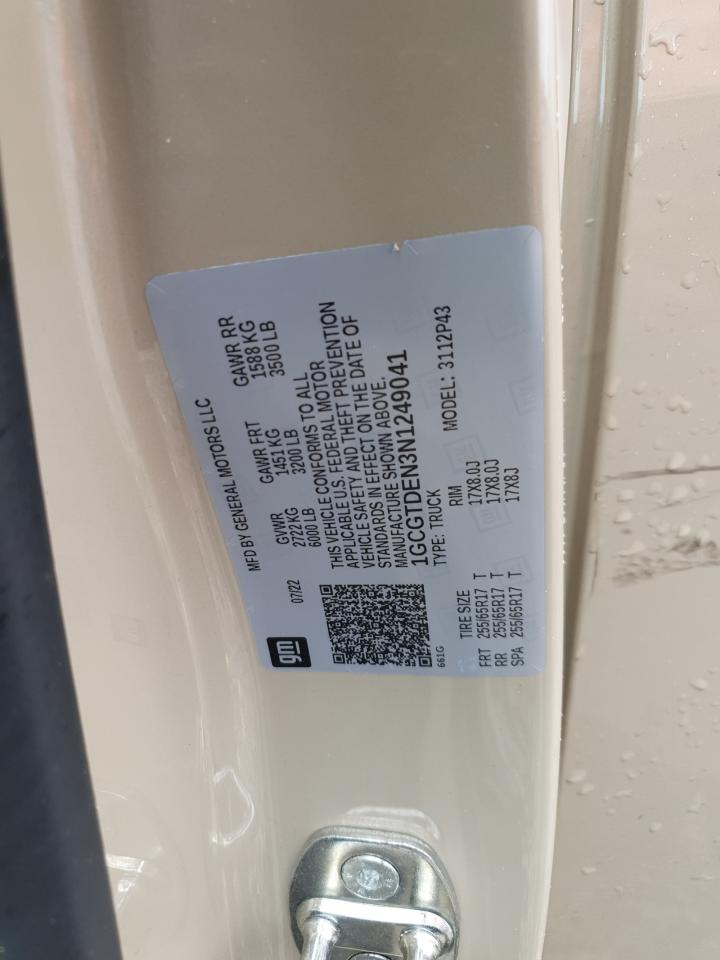 gm
MFD BY GENERAL MOTORS LLC
07/22
GVWR GAWR FRT GAWR RR
2722 KG 1451 KG 1588 KG
6000 LB 3200 LB 3500 LB
THIS VEHICLE CONFORMS TO ALL
APPLICABLE U.S. FEDERAL MOTOR
VEHICLE SAFETY AND THEFT PREVENTION
STANDARDS IN EFFECT ON THE DATE OF
MANUFACTURE SHOWN ABOVE.
1GCGTDEN3N1249041
661G TYPE: TRUCK MODEL: 3112P43
TIRE SIZE RIM
FRT 255/65R17 T 17X8.0J
RR 255/65R17 T 17X8.0J
SPA 255/65R17 T 17X8J